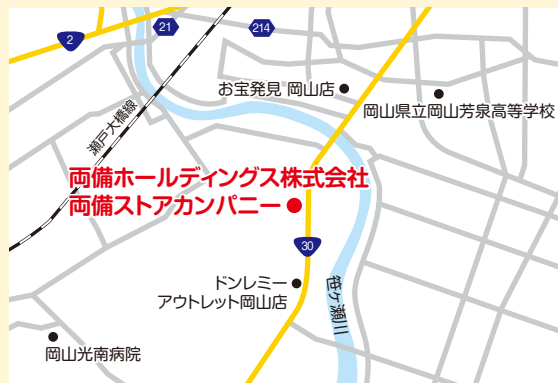 2
21
214
お宝発見 岡山店
岡山県立岡山芳泉高等学校
瀬戸大橋線
両備ホールディングス株式会社
両備ストアカンパニー
30
ドンレミー
アウトレット岡山店
笹ヶ瀬川
岡山光南病院